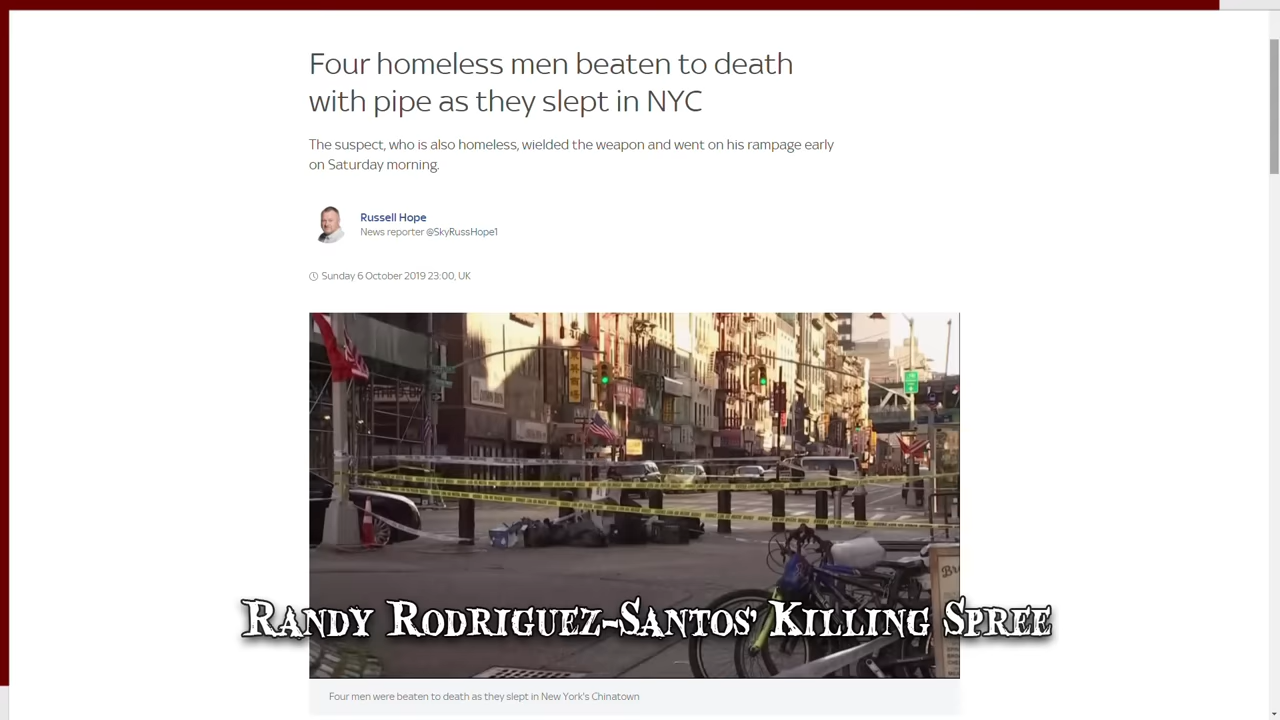 Four homeless men beaten to death
with pipe as they slept in NYC
The suspect, who is also homeless, wielded the weapon and went on his rampage early
on Saturday morning.
Russell Hope
News reporter @SkyRussHope1
Sunday 6 October 2019 23:00, UK
Randy Rodriguez-Santos' Killing Spree
Four men were beaten to death as they slept in New York's Chinatown